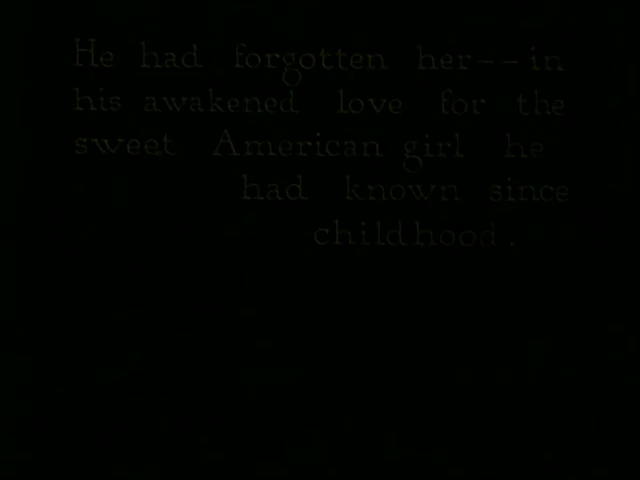 He had forgotten her--in
his awakened love for the
sweet American girl he
had known since
childhood.